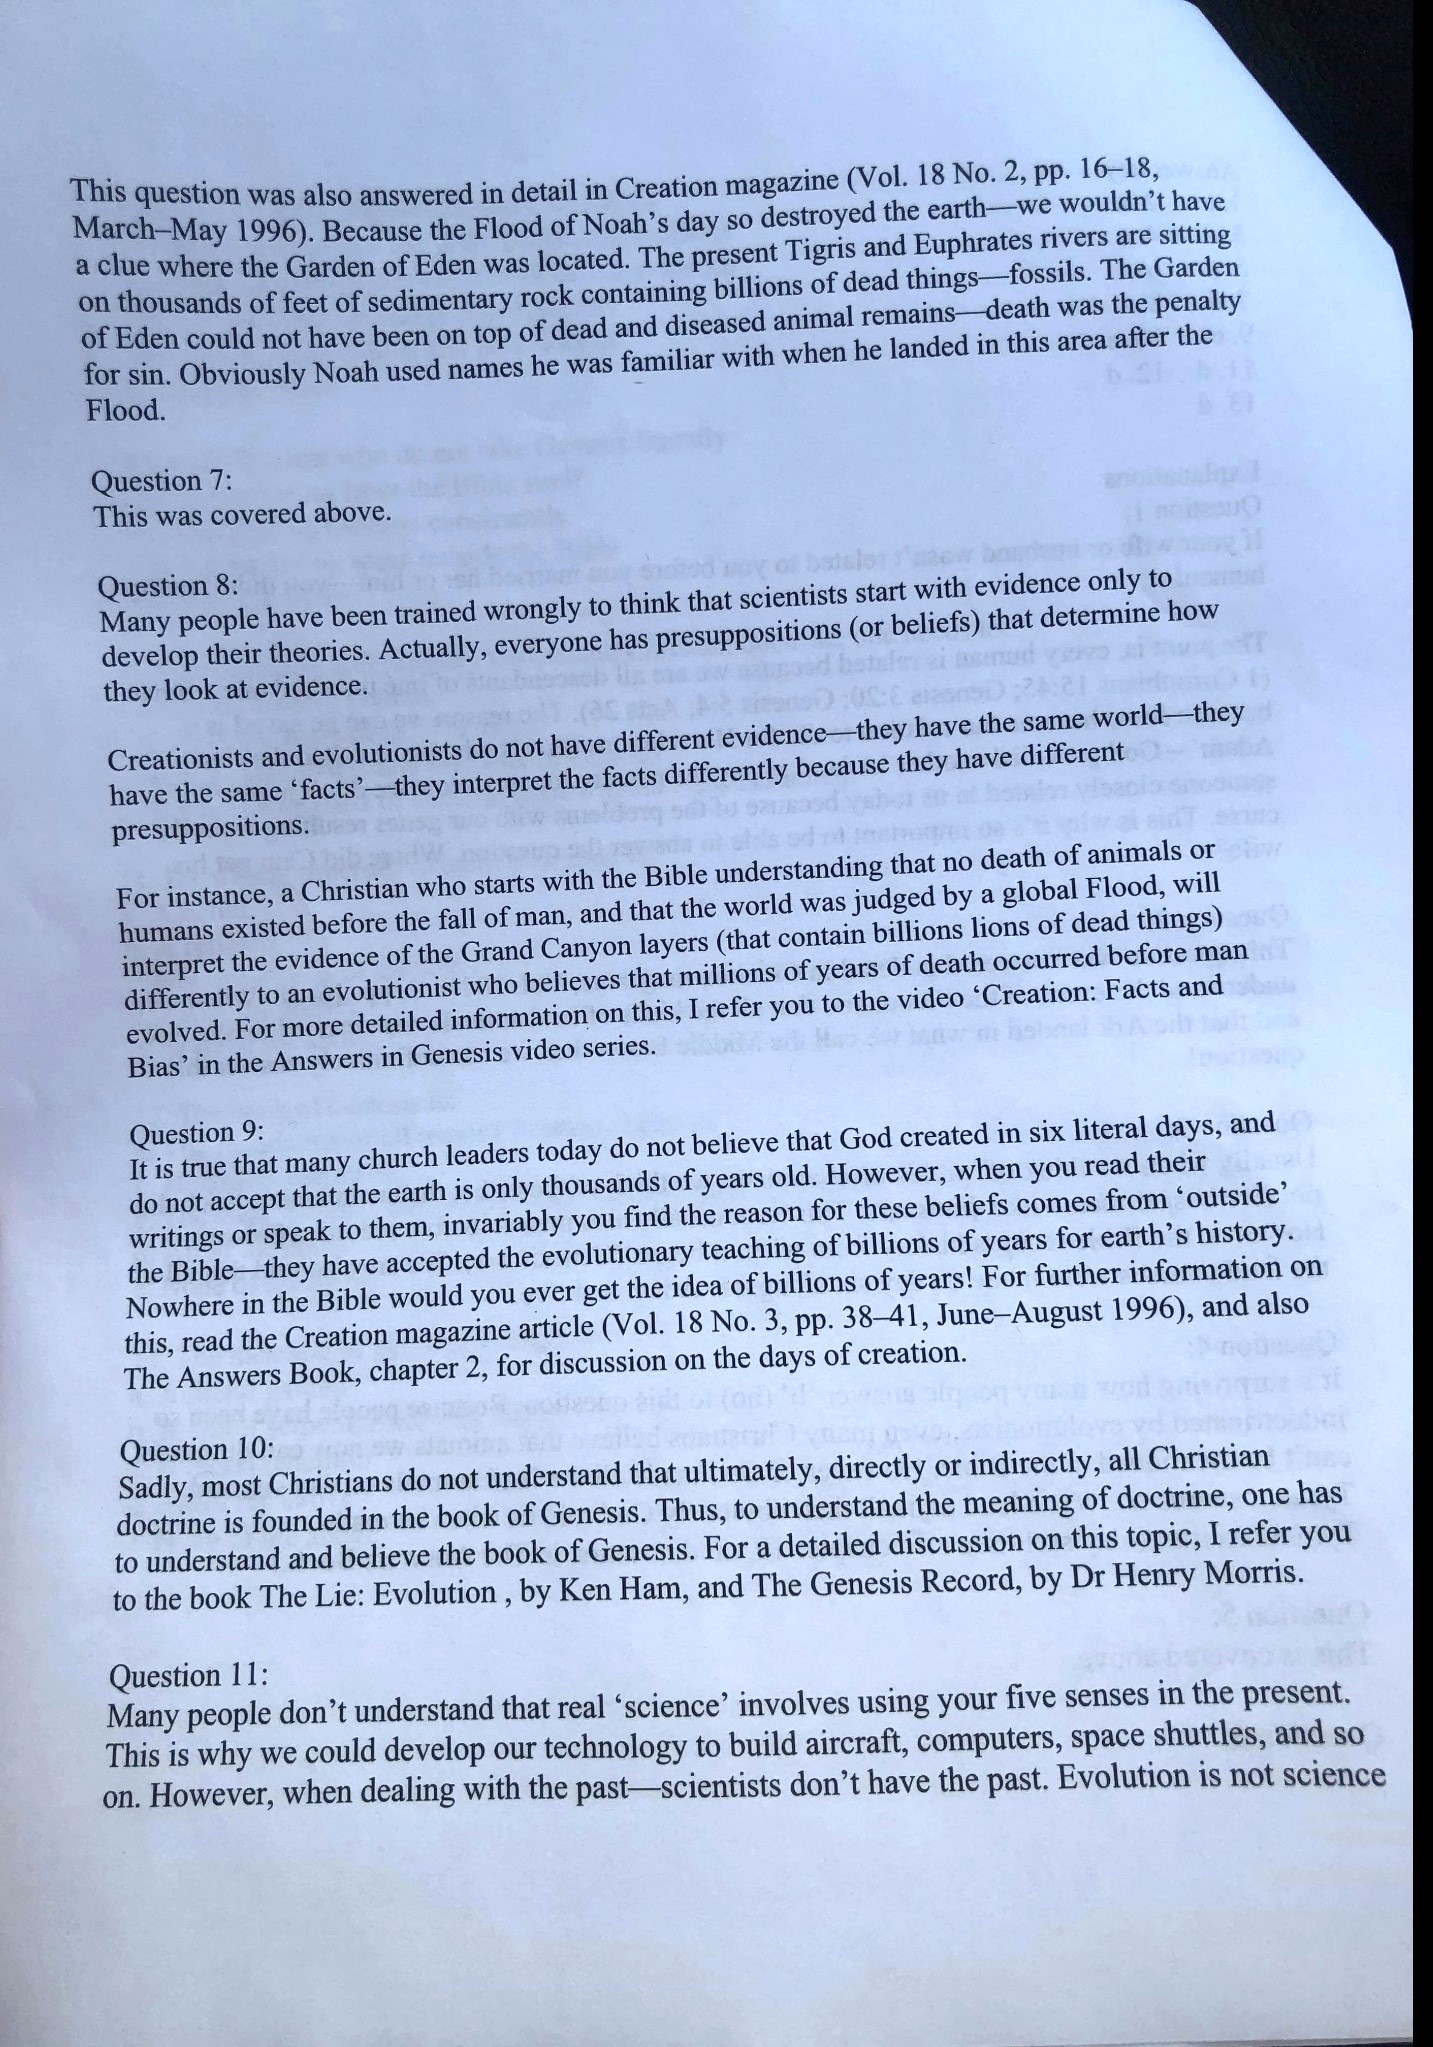 This question was also answered in detail in Creation magazine (Vol. 18 No. 2, pp. 16–18,
March–May 1996). Because the Flood of Noah's day so destroyed the earth—we wouldn't have
a clue where the Garden of Eden was located. The present Tigris and Euphrates rivers are sitting
on thousands of feet of sedimentary rock containing billions of dead things—fossils. The Garden
of Eden could not have been on top of dead and diseased animal remains—death was the penalty
for sin. Obviously Noah used names he was familiar with when he landed in this area after the
Flood.
Question 7:
This was covered above.
Question 8:
Many people have been trained wrongly to think that scientists start with evidence only to
develop their theories. Actually, everyone has presuppositions (or beliefs) that determine how
they look at evidence.
Creationists and evolutionists do not have different evidence—they have the same world—they
have the same ‘facts’—they interpret the facts differently because they have different
presuppositions.
For instance, a Christian who starts with the Bible understanding that no death of animals or
humans existed before the fall of man, and that the world was judged by a global Flood, will
interpret the evidence of the Grand Canyon layers (that contain billions lions of dead things)
differently to an evolutionist who believes that millions of years of death occurred before man
evolved. For more detailed information on this, I refer you to the video ‘Creation: Facts and
Bias’ in the Answers in Genesis video series.
Question 9:
It is true that many church leaders today do not believe that God created in six literal days, and
do not accept that the earth is only thousands of years old. However, when you read their
writings or speak to them, invariably you find the reason for these beliefs comes from ‘outside’
the Bible—they have accepted the evolutionary teaching of billions of years for earth’s history.
Nowhere in the Bible would you ever get the idea of billions of years! For further information on
this, read the Creation magazine article (Vol. 18 No. 3, pp. 38–41, June–August 1996), and also
The Answers Book, chapter 2, for discussion on the days of creation.
Question 10:
Sadly, most Christians do not understand that ultimately, directly or indirectly, all Christian
doctrine is founded in the book of Genesis. Thus, to understand the meaning of doctrine, one has
to understand and believe the book of Genesis. For a detailed discussion on this topic, I refer you
to the book The Lie: Evolution , by Ken Ham, and The Genesis Record, by Dr Henry Morris.
Question 11:
Many people don’t understand that real ‘science’ involves using your five senses in the present.
This is why we could develop our technology to build aircraft, computers, space shuttles, and so
on. However, when dealing with the past—scientists don’t have the past. Evolution is not science